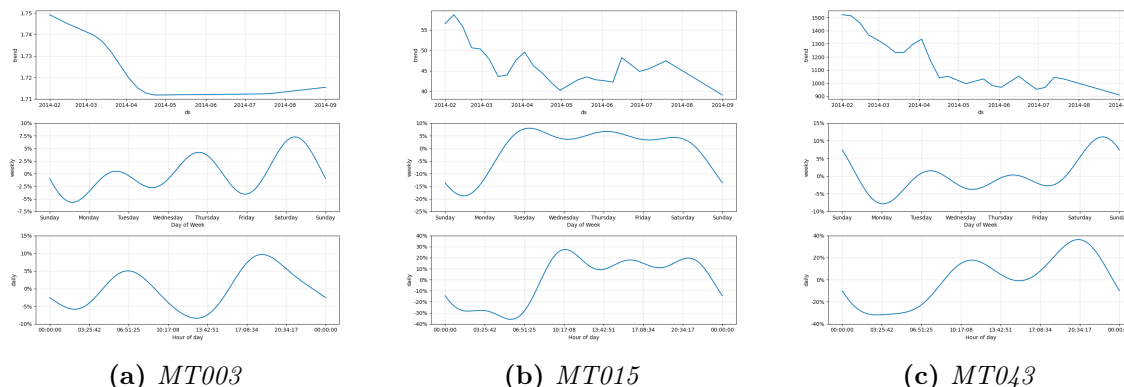 1.75
1.74
1.73
1.72
1.71
trend
2014-02 2014-03 2014-04 2014-05 2014-06 2014-07 2014-08 2014-09
ds
10%
7.5%
5%
2.5%
0%
-2.5%
-5%
-7.5%
weekly
Sunday Monday Tuesday Wednesday Thursday Friday Saturday Sunday
Day of Week
15%
10%
5%
0%
-5%
-10%
daily
00:00:00 03:25:42 06:51:25 10:17:08 13:42:51 17:08:34 20:34:17 00:00:00
Hour of day
(a) MT003
55
50
45
40
trend
2014-02 2014-03 2014-04 2014-05 2014-06 2014-07 2014-08 2014-09
ds
10%
5%
0%
-5%
-10%
-15%
-20%
-25%
weekly
Sunday Monday Tuesday Wednesday Thursday Friday Saturday Sunday
Day of Week
40%
30%
20%
10%
0%
-10%
-20%
-30%
-40%
daily
00:00:00 03:25:42 06:51:25 10:17:08 13:42:51 17:08:34 20:34:17 00:00:00
Hour of day
(b) MT015
1500
1400
1300
1200
1100
1000
900
trend
2014-02 2014-03 2014-04 2014-05 2014-06 2014-07 2014-08 2014-
ds
15%
10%
5%
0%
-5%
-10%
weekly
Sunday Monday Tuesday Wednesday Thursday Friday Saturday Sunday
Day of Week
40%
20%
0%
-20%
-40%
daily
00:00:00 03:25:42 06:51:25 10:17:08 13:42:51 17:08:34 20:34:17 00:00:0
Hour of day
(c) MT043